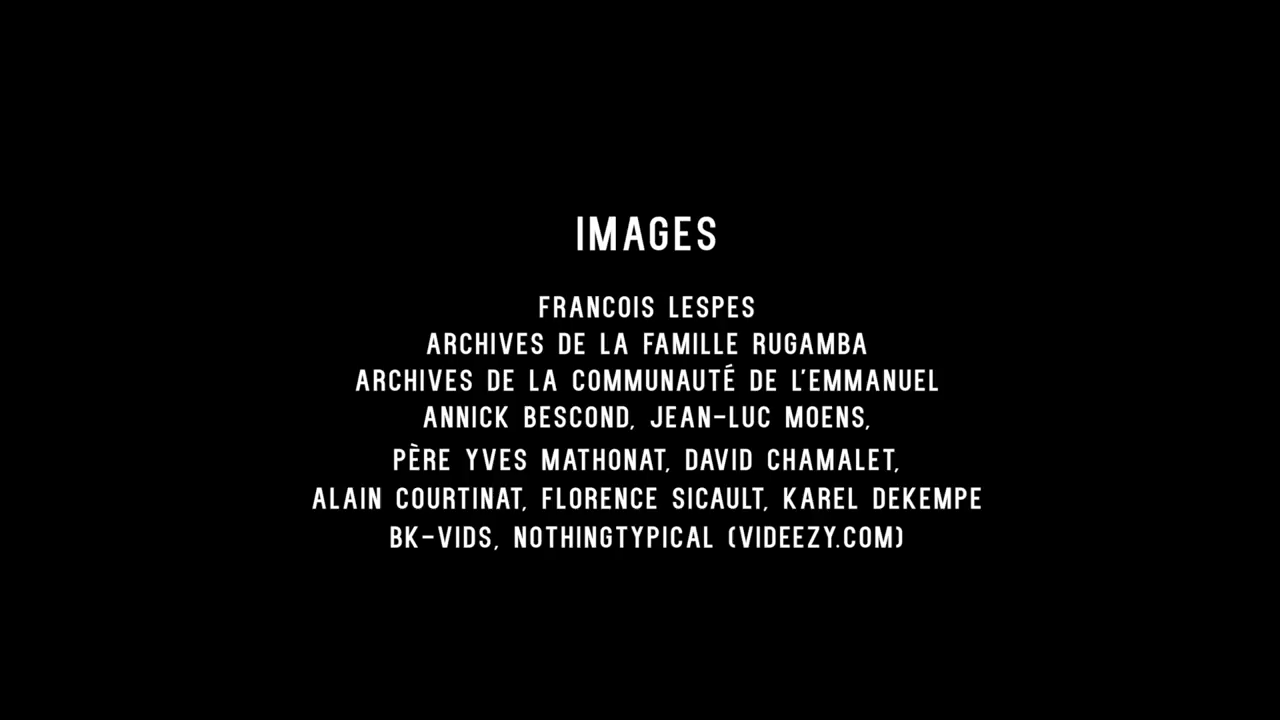 IMAGES
FRANCOIS LESPES
ARCHIVES DE LA FAMILLE RUGAMBA
ARCHIVES DE LA COMMUNAUTÉ DE L'EMMANUEL
ANNICK BESCOND, JEAN-LUC MOENS,
PÈRE YVES MATHONAT, DAVID CHAMALET,
ALAIN COURTINAT, FLORENCE SICAULT, KAREL DEKEMPE
BK-VIDS, NOTHINGTYPICAL (VIDEEZY.COM)